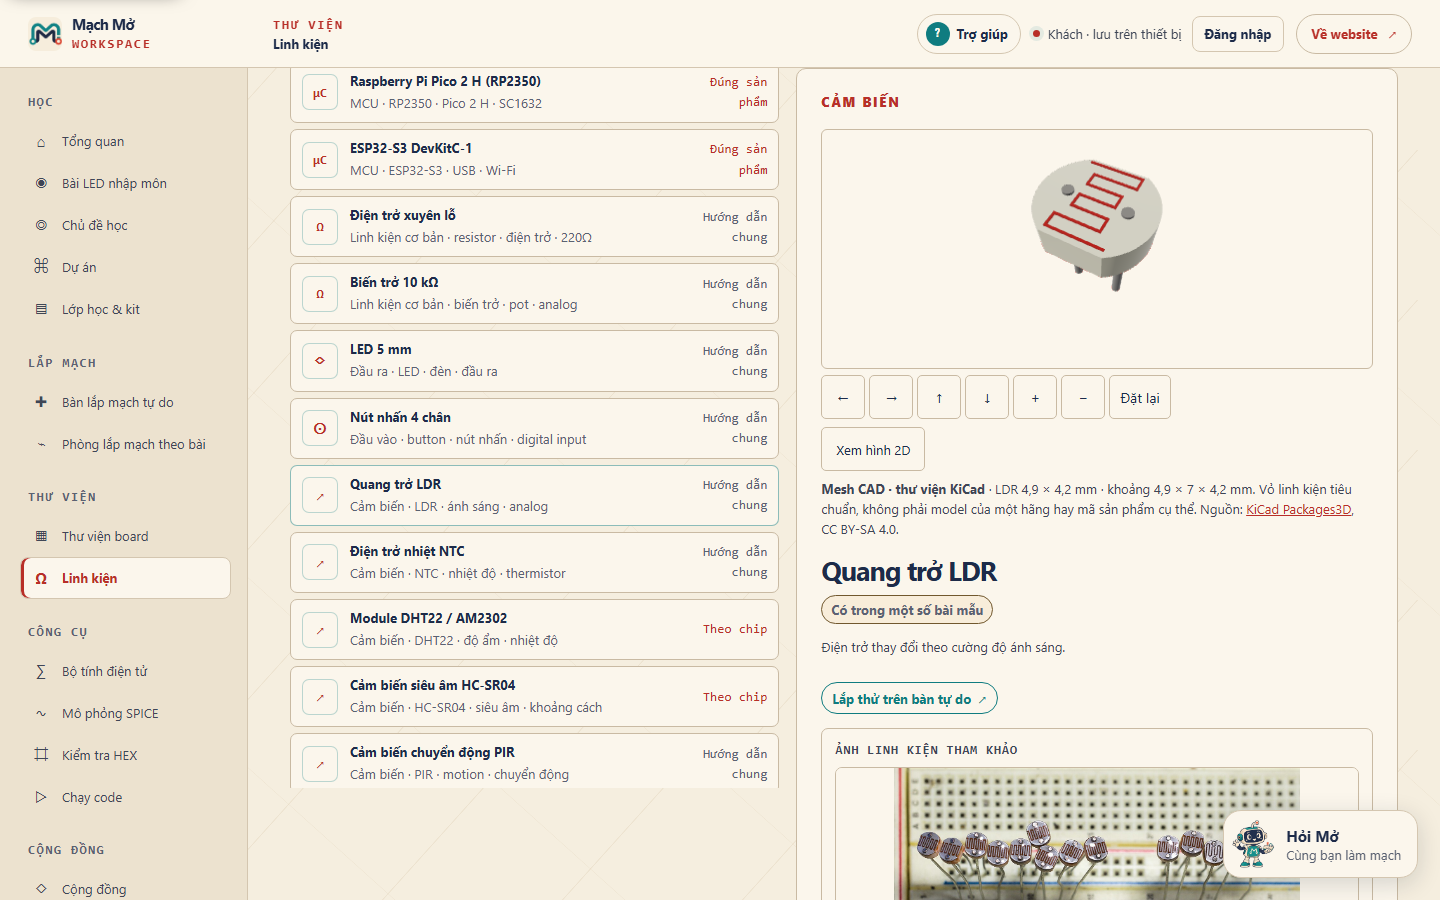 Mạch Mở
WORKSPACE
THƯ VIỆN
Linh kiện
? Trợ giúp
Khách · lưu trên thiết bị
Đăng nhập
Về website ↗
HỌC
Tổng quan
Bài LED nhập môn
Chủ đề học
Dự án
Lớp học & kit
LẮP MẠCH
Bàn lắp mạch tự do
Phòng lắp mạch theo bài
THƯ VIỆN
Thư viện board
Ω Linh kiện
CÔNG CỤ
Bộ tính điện tử
Mô phỏng SPICE
Kiểm tra HEX
Chạy code
CỘNG ĐỒNG
Cộng đồng
µC
Raspberry Pi Pico 2 H (RP2350)
MCU · RP2350 · Pico 2 H · SC1632
Đúng sản
phẩm
µC
ESP32-S3 DevKitC-1
MCU · ESP32-S3 · USB · Wi-Fi
Đúng sản
phẩm
Ω
Điện trở xuyên lỗ
Linh kiện cơ bản · resistor · điện trở · 220Ω
Hướng dẫn
chung
Ω
Biến trở 10 kΩ
Linh kiện cơ bản · biến trở · pot · analog
Hướng dẫn
chung
LED 5 mm
Đầu ra · LED · đèn · đầu ra
Hướng dẫn
chung
Nút nhấn 4 chân
Đầu vào · button · nút nhấn · digital input
Hướng dẫn
chung
Quang trở LDR
Cảm biến · LDR · ánh sáng · analog
Hướng dẫn
chung
Điện trở nhiệt NTC
Cảm biến · NTC · nhiệt độ · thermistor
Hướng dẫn
chung
Module DHT22 / AM2302
Cảm biến · DHT22 · độ ẩm · nhiệt độ
Theo chip
Cảm biến siêu âm HC-SR04
Cảm biến · HC-SR04 · siêu âm · khoảng cách
Theo chip
Cảm biến chuyển động PIR
Cảm biến · PIR · motion · chuyển động
Hướng dẫn
chung
CẢM BIẾN
← → ↑ ↓ + − Đặt lại
Xem hình 2D
Mesh CAD · thư viện KiCad · LDR 4,9 × 4,2 mm · khoảng 4,9 × 7 × 4,2 mm. Vỏ linh kiện tiêu
chuẩn, không phải model của một hãng hay mã sản phẩm cụ thể. Nguồn: KiCad Packages3D,
CC BY-SA 4.0.
Quang trở LDR
Có trong một số bài mẫu
Điện trở thay đổi theo cường độ ánh sáng.
Lắp thử trên bàn tự do ↗
ẢNH LINH KIỆN THAM KHẢO
Hỏi Mở
Cùng bạn làm mạch